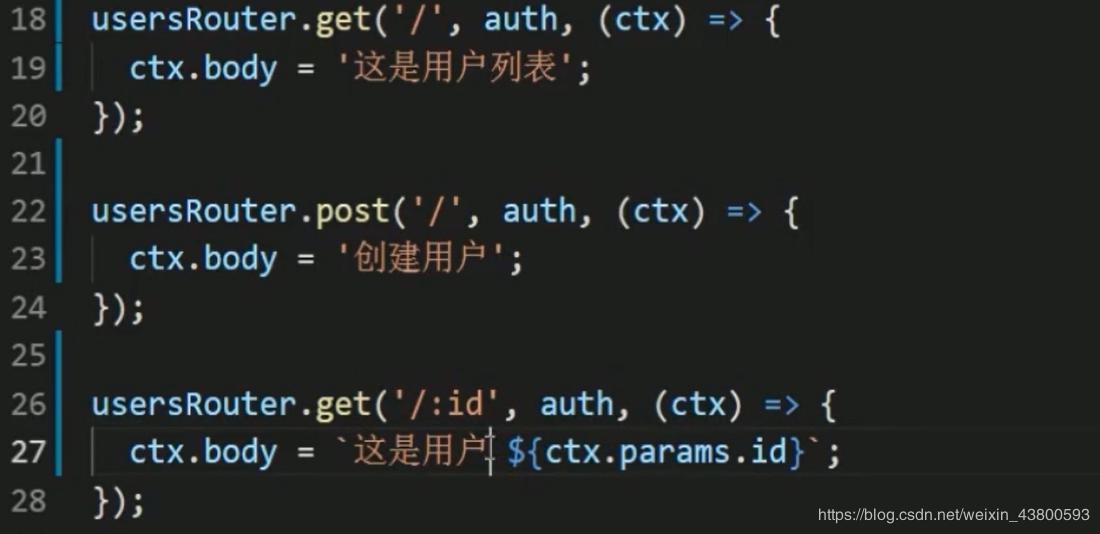 18 usersRouter.get('/', auth, (ctx) => {
19   ctx.body = '这是用户列表';
20 });
21
22 usersRouter.post('/', auth, (ctx) => {
23   ctx.body = '创建用户';
24 });
25
26 usersRouter.get('/:id', auth, (ctx) => {
27   ctx.body = `这是用户 ${ctx.params.id}`;
28 });
https://blog.csdn.net/weixin_43800593